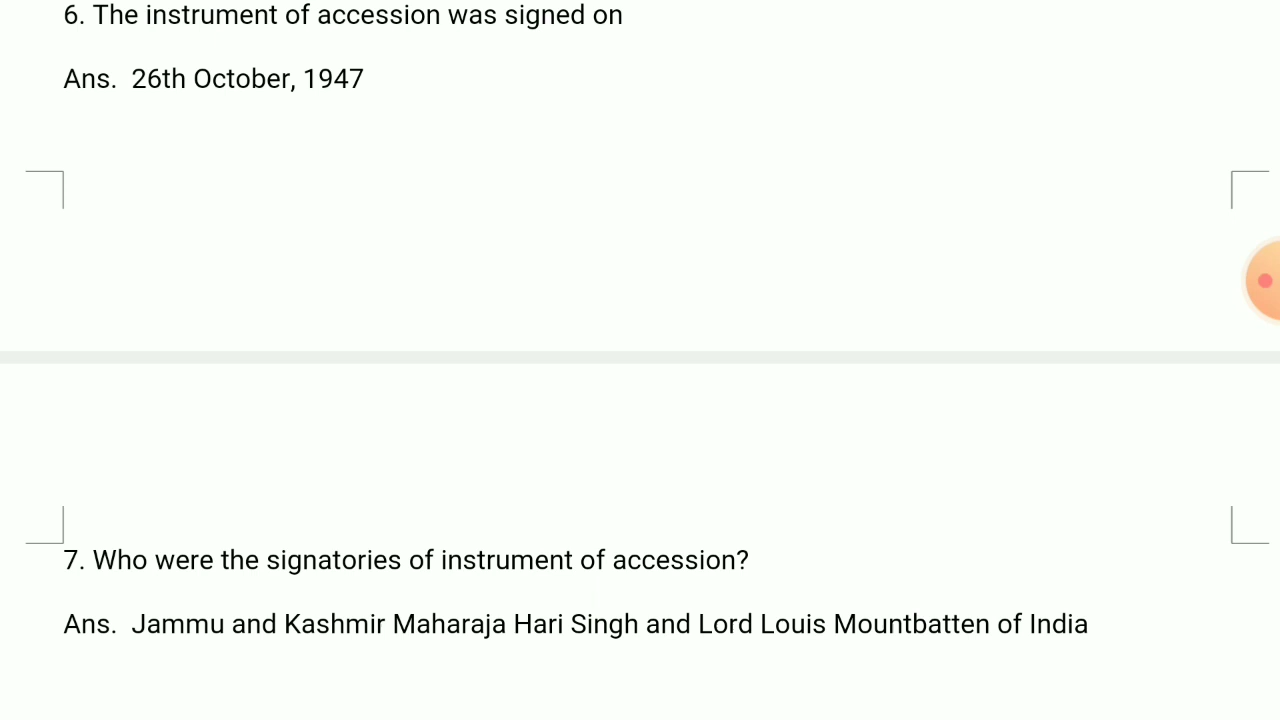 6. The instrument of accession was signed on
Ans. 26th October, 1947
7. Who were the signatories of instrument of accession?
Ans. Jammu and Kashmir Maharaja Hari Singh and Lord Louis Mountbatten of India